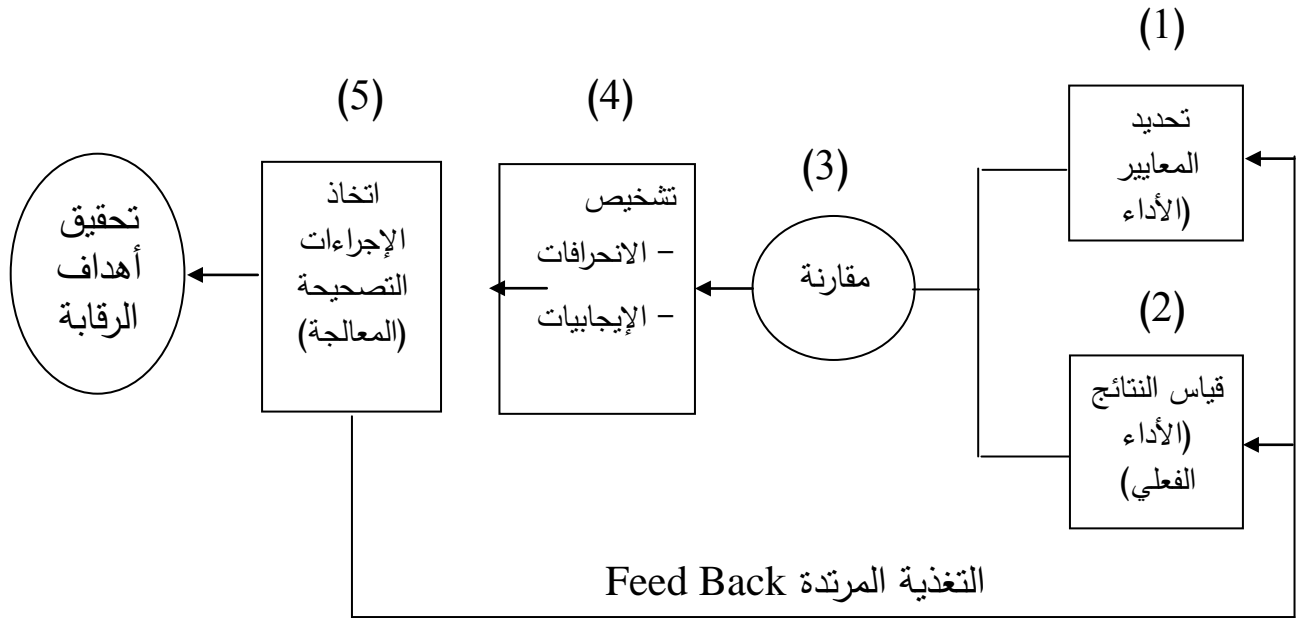 (1)
تحديد
المعايير
(الأداء
(2)
قياس النتائج
(الأداء
الفعلي)
(3)
مقارنة
(4)
تشخيص
– الانحرافات
– الإيجابيات
(5)
اتخاذ
الإجراءات
التصحيحة
(المعالجة)
تحقيق
أهداف
الرقابة
التغذية المرتدة Feed Back